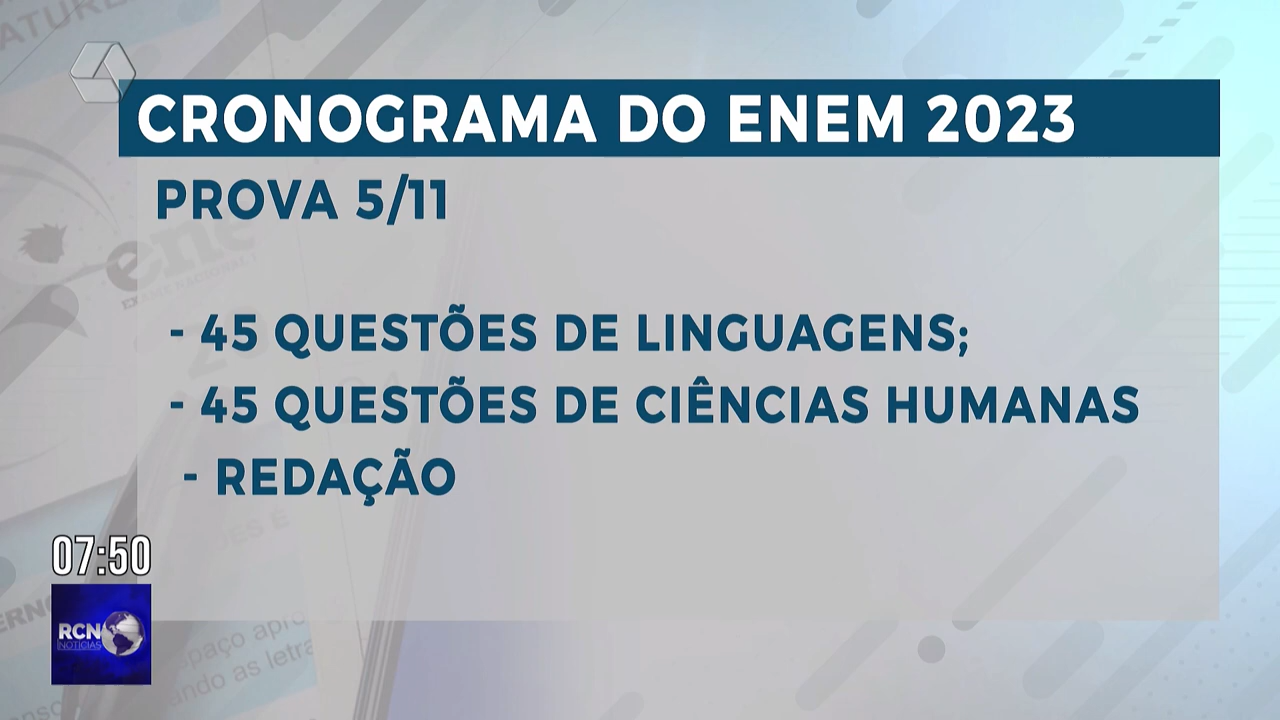 CRONOGRAMA DO ENEM 2023
PROVA 5/11
- 45 QUESTÕES DE LINGUAGENS;
- 45 QUESTÕES DE CIÊNCIAS HUMANAS
- REDAÇÃO
07:50
RCN
NOTÍCIAS